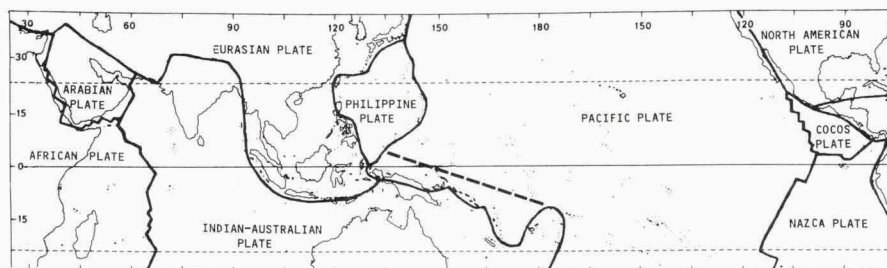 30 60 90 120 150 180 150 120 90
30
15
0
15
EURASIAN PLATE
NORTH AMERICAN
PLATE
ARABIAN
PLATE
PHILIPPINE
PLATE
PACIFIC PLATE
COCOS
PLATE
AFRICAN PLATE
INDIAN-AUSTRALIAN
PLATE
NAZCA PLATE